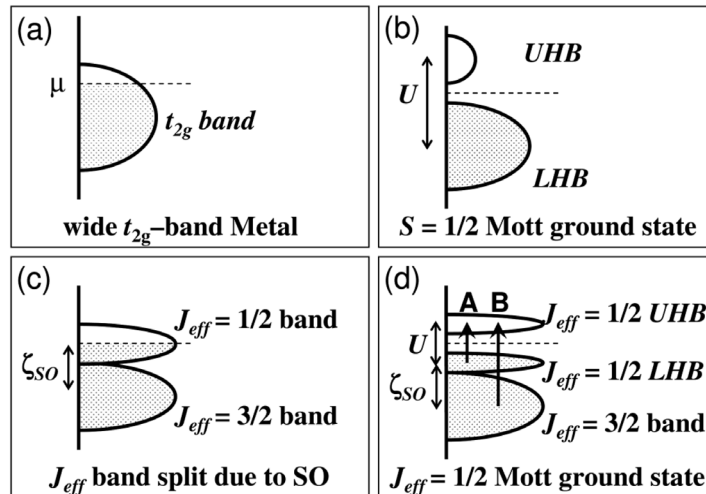 (a)
μ
t2g band
wide t2g–band Metal
(b)
UHB
U
LHB
S = 1/2 Mott ground state
(c)
Jeff = 1/2 band
ζSO
Jeff = 3/2 band
Jeff band split due to SO
(d)
A B
Jeff = 1/2 UHB
U
Jeff = 1/2 LHB
ζSO
Jeff = 3/2 band
Jeff = 1/2 Mott ground state